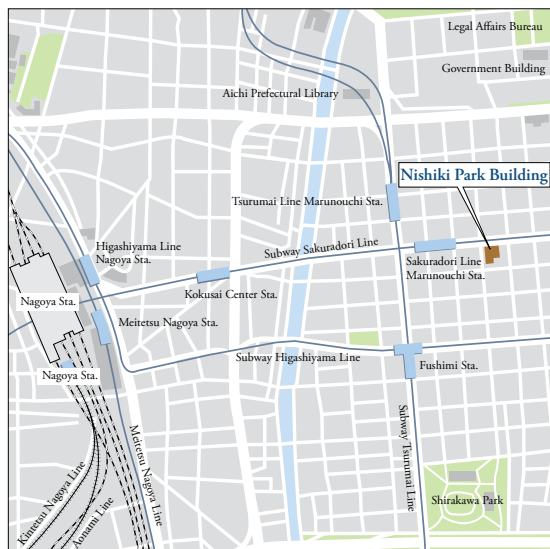 Legal Affairs Bureau
Government Building
Aichi Prefectural Library
Nishiki Park Building
Tsurumai Line Marunouchi Sta.
Subway Sakuradori Line
Higashiyama Line
Nagoya Sta.
Sakuradori Line
Marunouchi Sta.
Kokusai Center Sta.
Nagoya Sta.
Meitetsu Nagoya Sta.
Subway Higashiyama Line
Fushimi Sta.
Nagoya Sta.
Subway Tsurumai Line
Meitetsu Nagoya Line
Kintetsu Nagoya Line
Aonami Line
Shirakawa Park